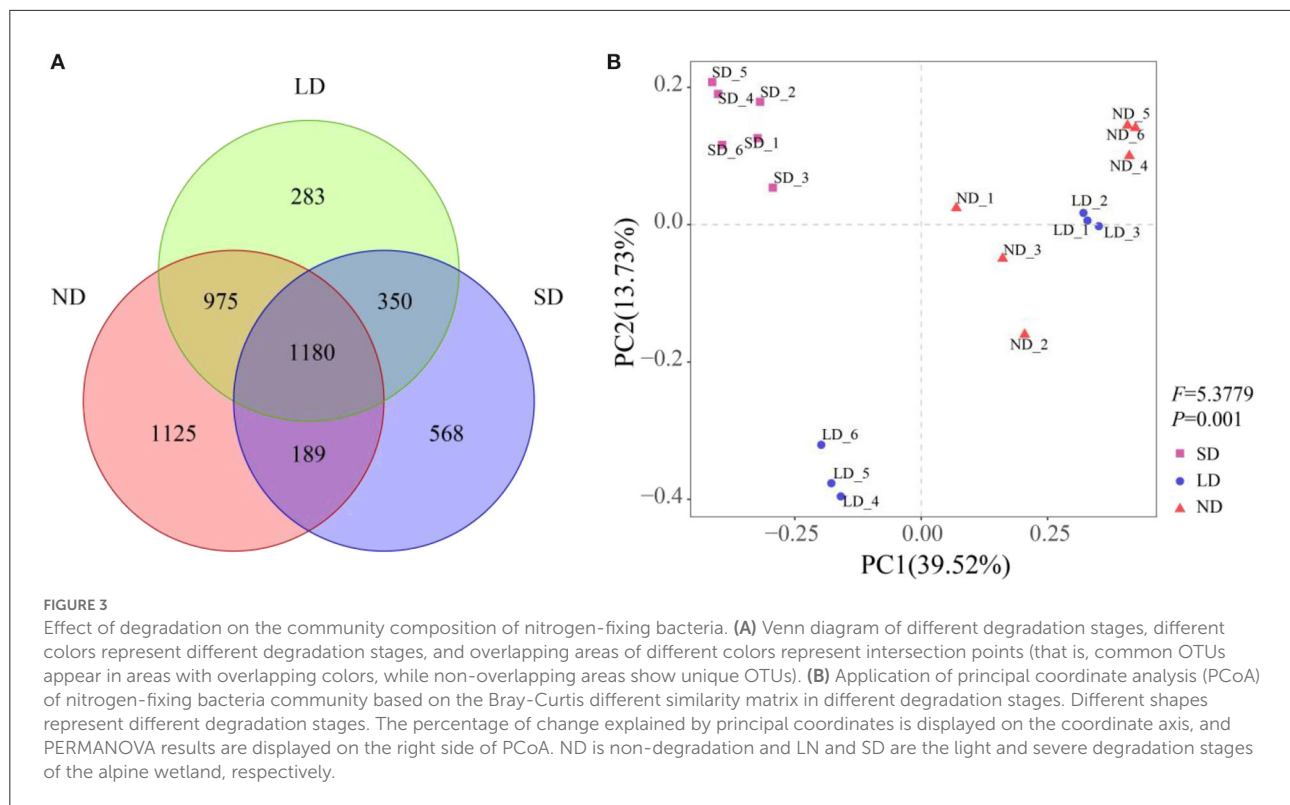 A
LD
283
ND
975
350
SD
1180
1125
189
568
B
0.2
0.0
−0.2
−0.4
PC2(13.73%)
SD_5
SD_4
SD_2
SD_1
SD_6
SD_3
ND_5
ND_6
ND_4
ND_1
LD_2
LD_1
LD_3
ND_3
ND_2
LD_6
LD_5
LD_4
−0.25
0.00
0.25
PC1(39.52%)
F=5.3779
P=0.001
SD
LD
ND
FIGURE 3
Effect of degradation on the community composition of nitrogen-fixing bacteria. (A) Venn diagram of different degradation stages, different
colors represent different degradation stages, and overlapping areas of different colors represent intersection points (that is, common OTUs
appear in areas with overlapping colors, while non-overlapping areas show unique OTUs). (B) Application of principal coordinate analysis (PCoA)
of nitrogen-fixing bacteria community based on the Bray-Curtis different similarity matrix in different degradation stages. Different shapes
represent different degradation stages. The percentage of change explained by principal coordinates is displayed on the coordinate axis, and
PERMANOVA results are displayed on the right side of PCoA. ND is non-degradation and LN and SD are the light and severe degradation stages
of the alpine wetland, respectively.